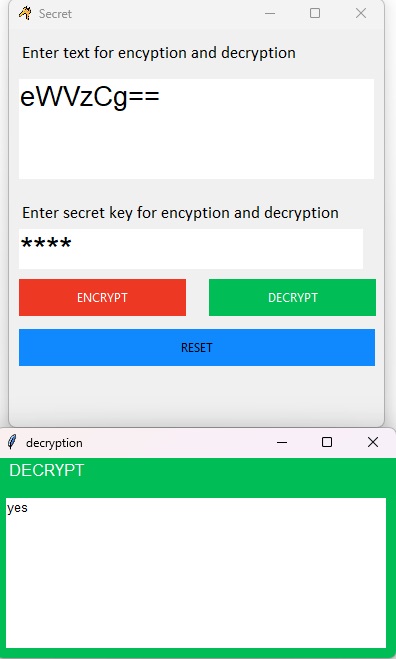 Secret
Enter text for encyption and decryption
eWVzCg==
Enter secret key for encyption and decryption
****
ENCRYPT
DECRYPT
RESET
decryption
DECRYPT
yes